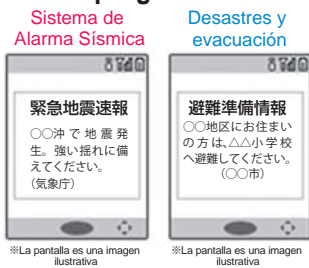 Sistema de
Alarma Sísmica
緊急地震速報
○○沖で地震発
生。強い揺れに備
えてください。
(気象庁)
※La pantalla es una imagen
ilustrativa
Desastres y
evacuación
避難準備情報
○○地区にお住まい
の方は、△△小学校
へ避難してください。
(○○市)
※La pantalla es una imagen
ilustrativa